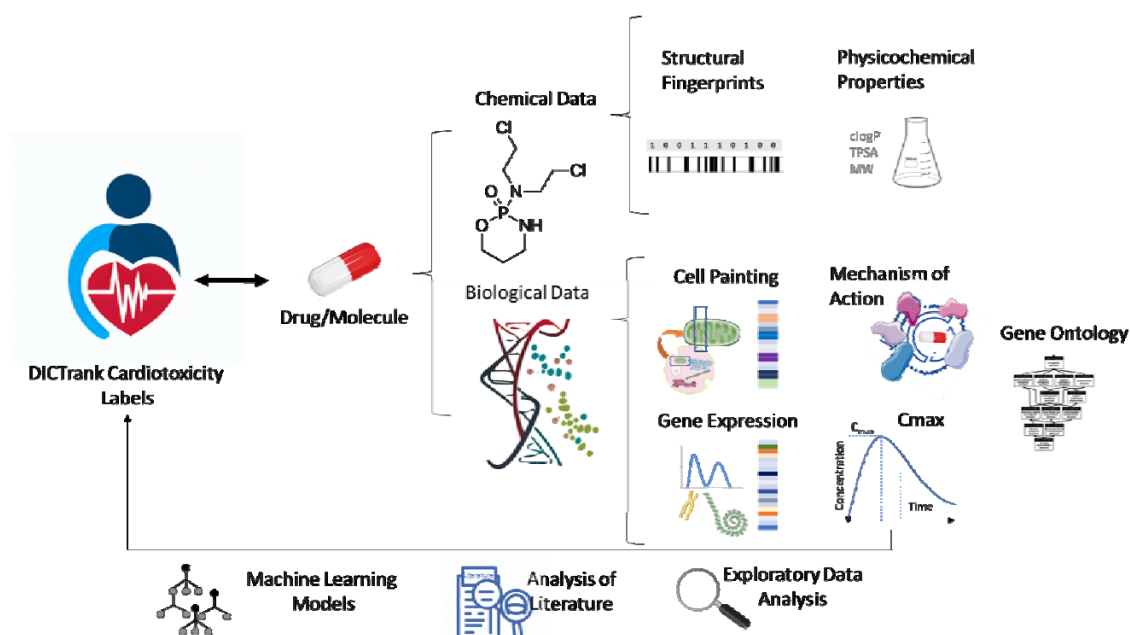 Structural
Fingerprints
Physicochemical
Properties
Chemical Data
1 0 0 1 1 1 0 1 0 0
clogP
TPSA
MW
Cl
Cl
O
N
P
O
NH
Drug/Molecule
DICTrank Cardiotoxicity
Labels
Biological Data
Cell Painting
Mechanism of
Action
Gene Ontology
Gene Expression
Cmax
Cmax
Concentration
Time
Machine Learning
Models
Analysis of
Literature
Exploratory Data
Analysis